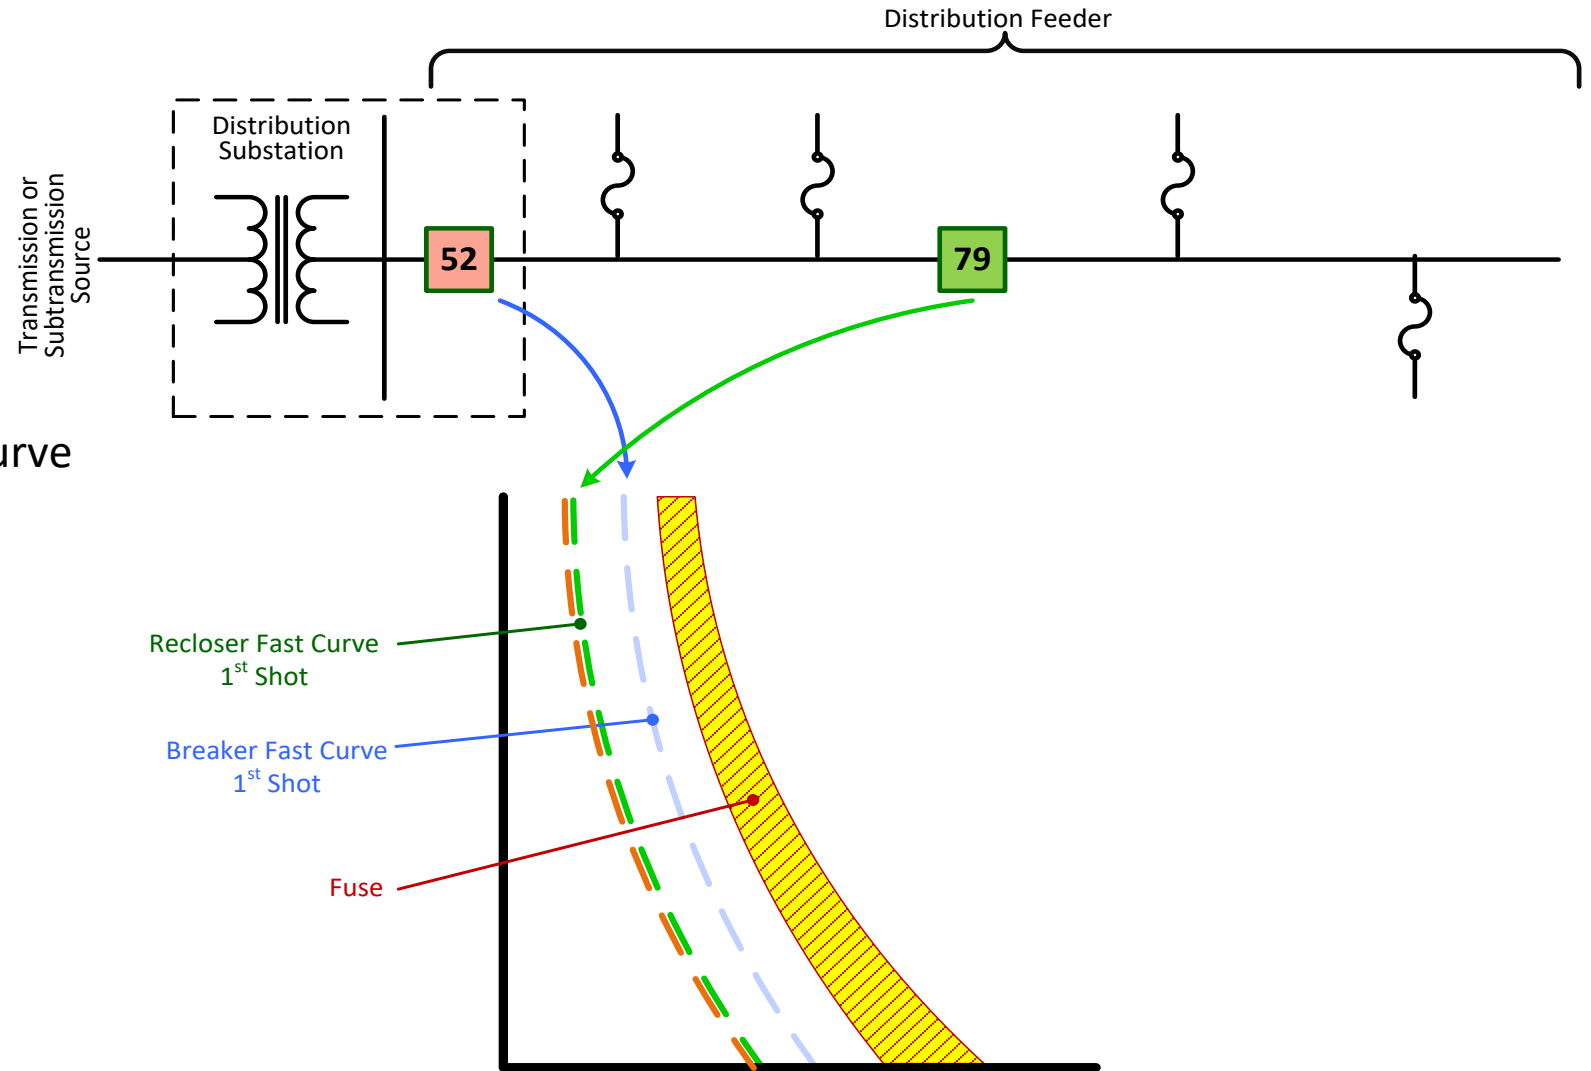 Distribution Feeder
Distribution
Substation
Transmission or
Subtransmission
Source
52
79
urve
Recloser Fast Curve
1st Shot
Breaker Fast Curve
1st Shot
Fuse